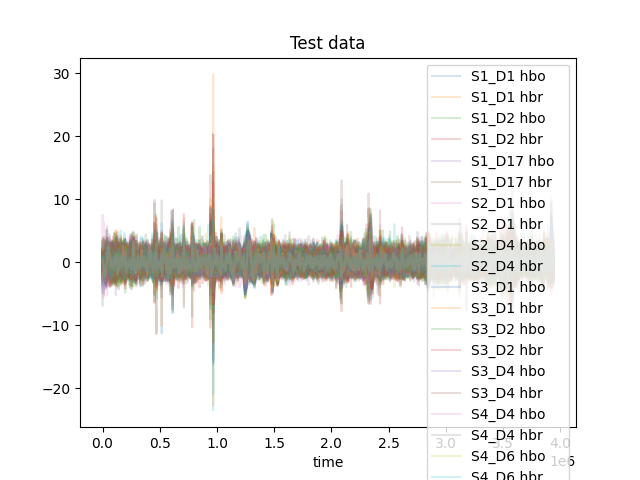 Test data
30
20
10
0
−10
−20
0.0 0.5 1.0 1.5 2.0 2.5 3.0 3.5 4.0
1e6
time
S1_D1 hbo
S1_D1 hbr
S1_D2 hbo
S1_D2 hbr
S1_D17 hbo
S1_D17 hbr
S2_D1 hbo
S2_D1 hbr
S2_D4 hbo
S2_D4 hbr
S3_D1 hbo
S3_D1 hbr
S3_D2 hbo
S3_D2 hbr
S3_D4 hbo
S3_D4 hbr
S4_D4 hbo
S4_D4 hbr
S4_D6 hbo
S4_D6 hbr